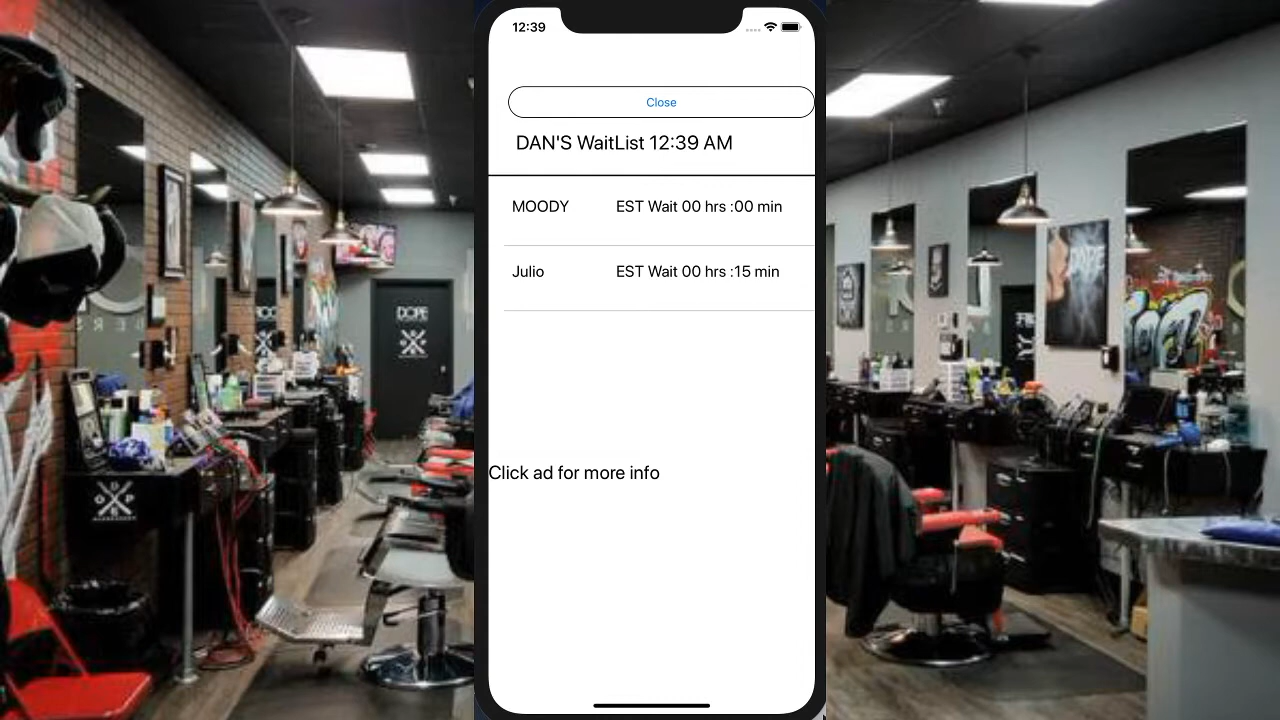 12:39
Close
DAN'S WaitList 12:39 AM
MOODY EST Wait 00 hrs :00 min
Julio EST Wait 00 hrs :15 min
Click ad for more info
DOPE
DOPE